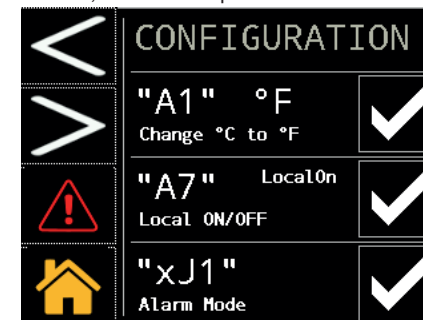 CONFIGURATION
"A1" °F
Change °C to °F
"A7" LocalOn
Local ON/OFF
"xJ1"
Alarm Mode